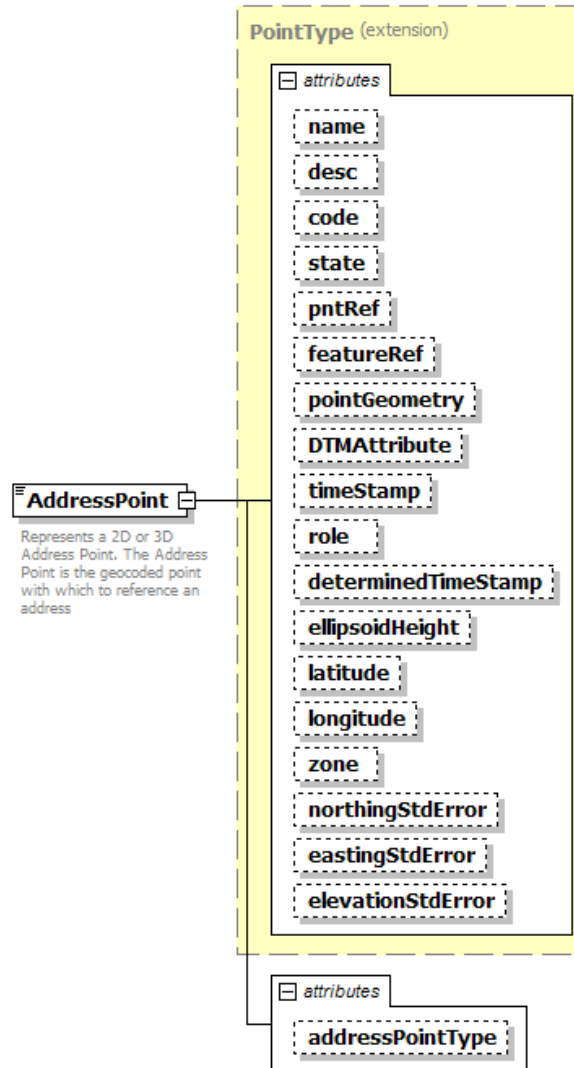 PointType (extension)
attributes
name
desc
code
state
pntRef
featureRef
pointGeometry
DTMAttribute
timeStamp
role
determinedTimeStamp
ellipsoidHeight
latitude
longitude
zone
northingStdError
eastingStdError
elevationStdError
AddressPoint
Represents a 2D or 3D
Address Point. The Address
Point is the geocoded point
with which to reference an
address
attributes
addressPointType